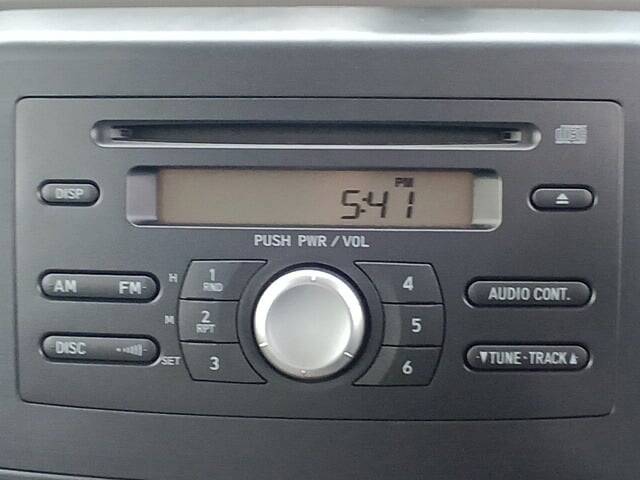 DISP
PM
5:41
PUSH PWR/VOL
AM FM
DISC
H
M
SET
1
RND
2
RPT
3
4
5
6
AUDIO CONT.
▼TUNE·TRACK▲